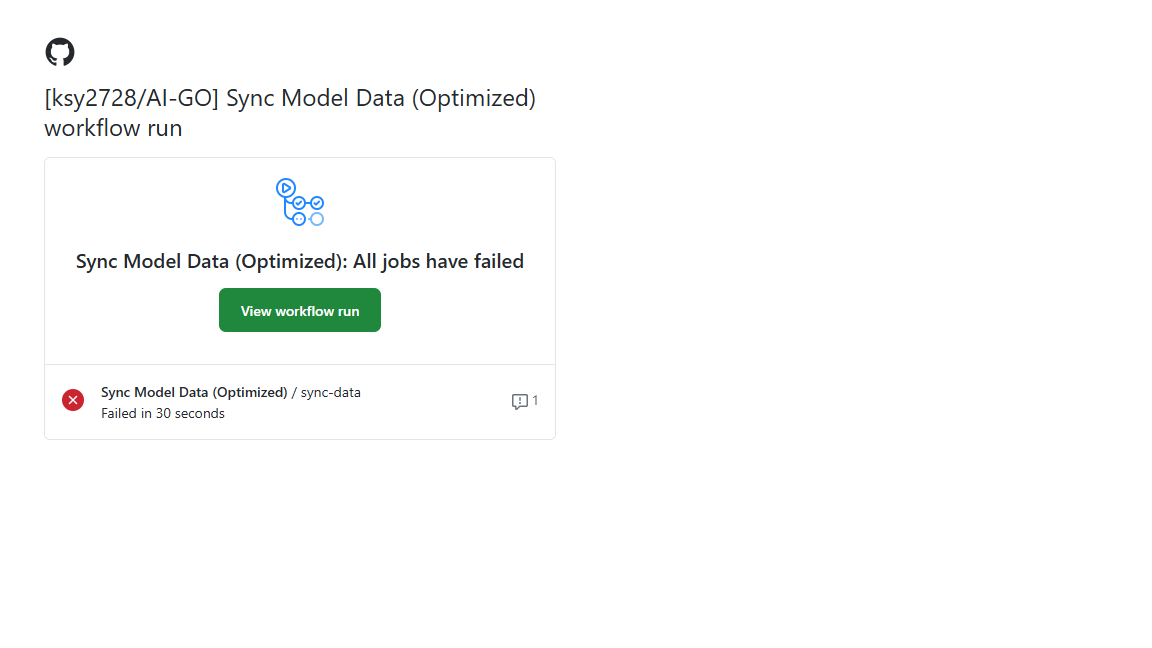 [ksy2728/AI-GO] Sync Model Data (Optimized)
workflow run
Sync Model Data (Optimized): All jobs have failed
View workflow run
Sync Model Data (Optimized) / sync-data
Failed in 30 seconds
1